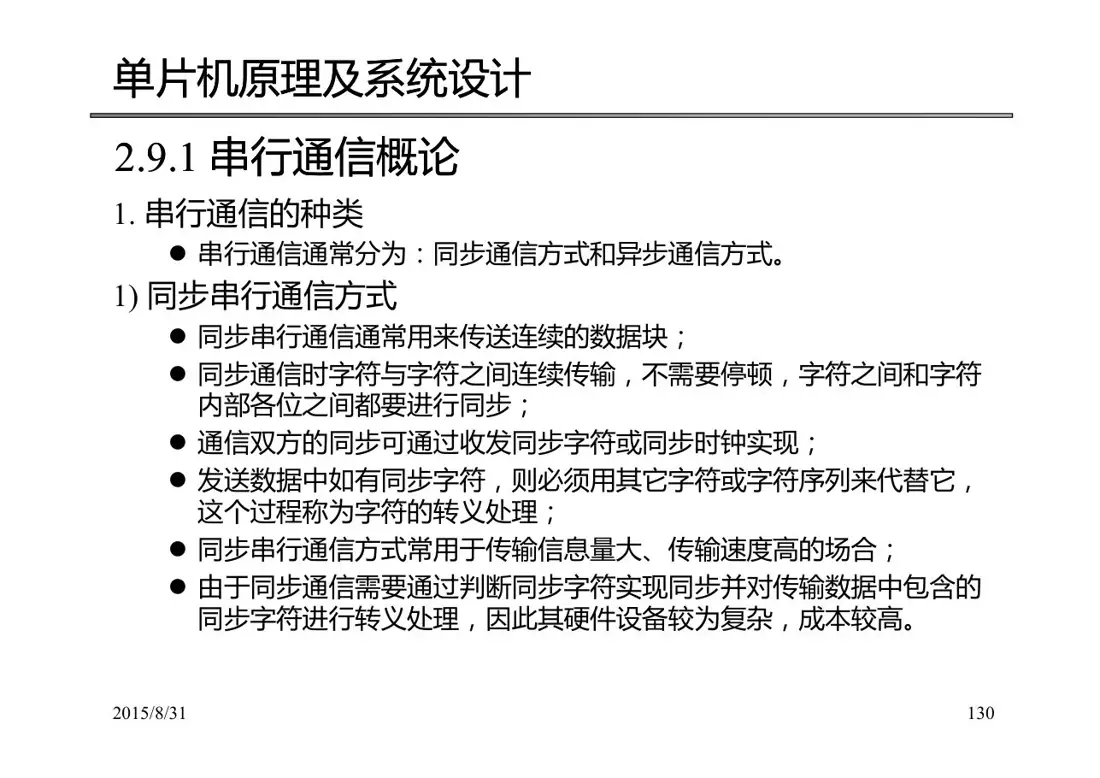 单片机原理及系统设计
2.9.1 串行通信概论
1. 串行通信的种类
● 串行通信通常分为：同步通信方式和异步通信方式。
1) 同步串行通信方式
● 同步串行通信通常用来传送连续的数据块；
● 同步通信时字符与字符之间连续传输，不需要停顿，字符之间和字符
内部各位之间都要进行同步；
● 通信双方的同步可通过收发同步字符或同步时钟实现；
● 发送数据中如有同步字符，则必须用其它字符或字符序列来代替它，
这个过程称为字符的转义处理；
● 同步串行通信方式常用于传输信息量大、传输速度高的场合；
● 由于同步通信需要通过判断同步字符实现同步并对传输数据中包含的
同步字符进行转义处理，因此其硬件设备较为复杂，成本较高。
2015/8/31
130